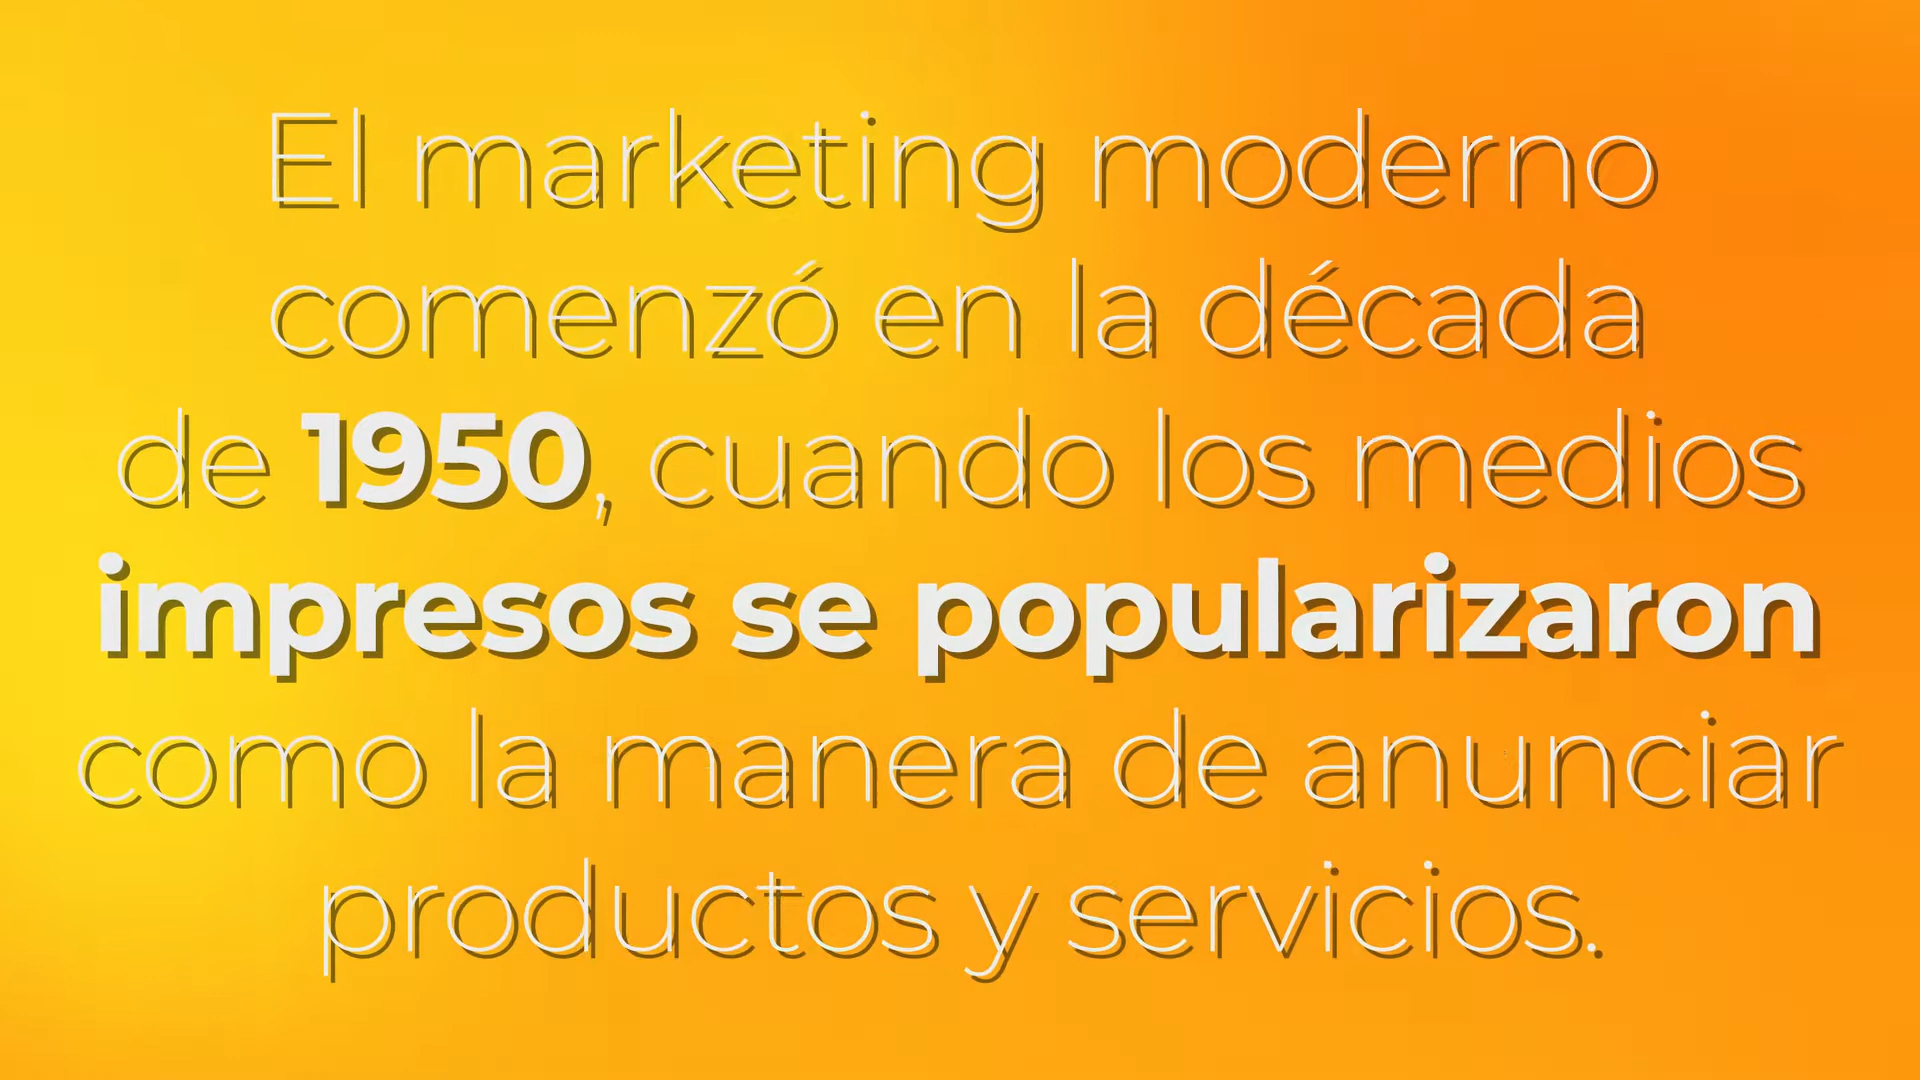 El marketing moderno
comenzó en la década
de 1950, cuando los medios
impresos se popularizaron
como la manera de anunciar
productos y servicios.